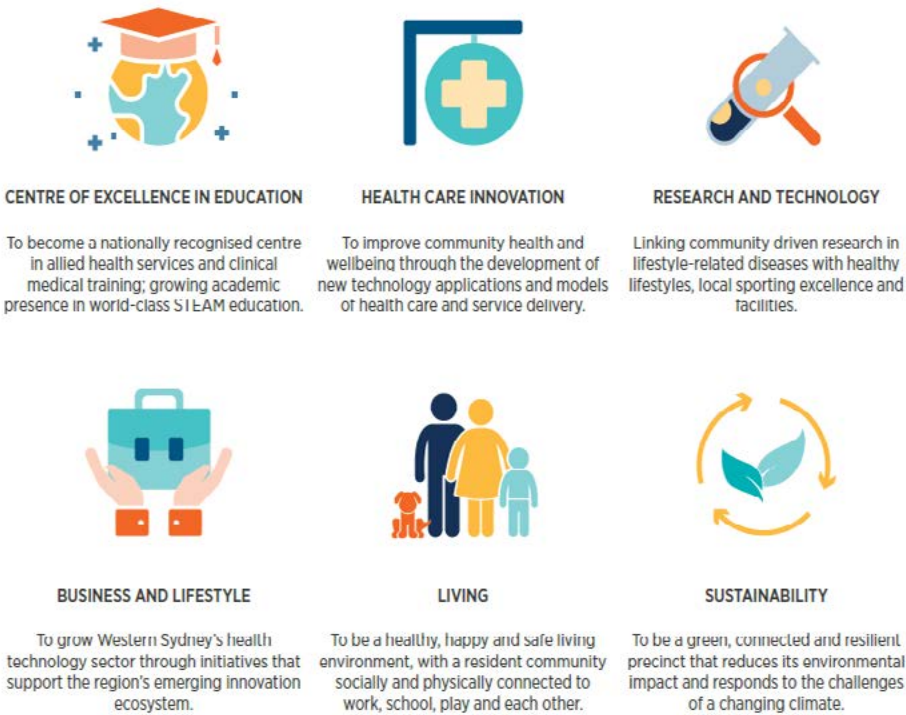 CENTRE OF EXCELLENCE IN EDUCATION
To become a nationally recognised centre
in allied health services and clinical
medical training; growing academic
presence in world-class STEAM education.
HEALTH CARE INNOVATION
To improve community health and
wellbeing through the development of
new technology applications and models
of health care and service delivery.
RESEARCH AND TECHNOLOGY
Linking community driven research in
lifestyle-related diseases with healthy
lifestyles, local sporting excellence and
facilities.
BUSINESS AND LIFESTYLE
To grow Western Sydney's health
technology sector through initiatives that
support the region's emerging innovation
ecosystem.
LIVING
To be a healthy, happy and safe living
environment, with a resident community
socially and physically connected to
work, school, play and each other.
SUSTAINABILITY
To be a green, connected and resilient
precinct that reduces its environmental
impact and responds to the challenges
of a changing climate.